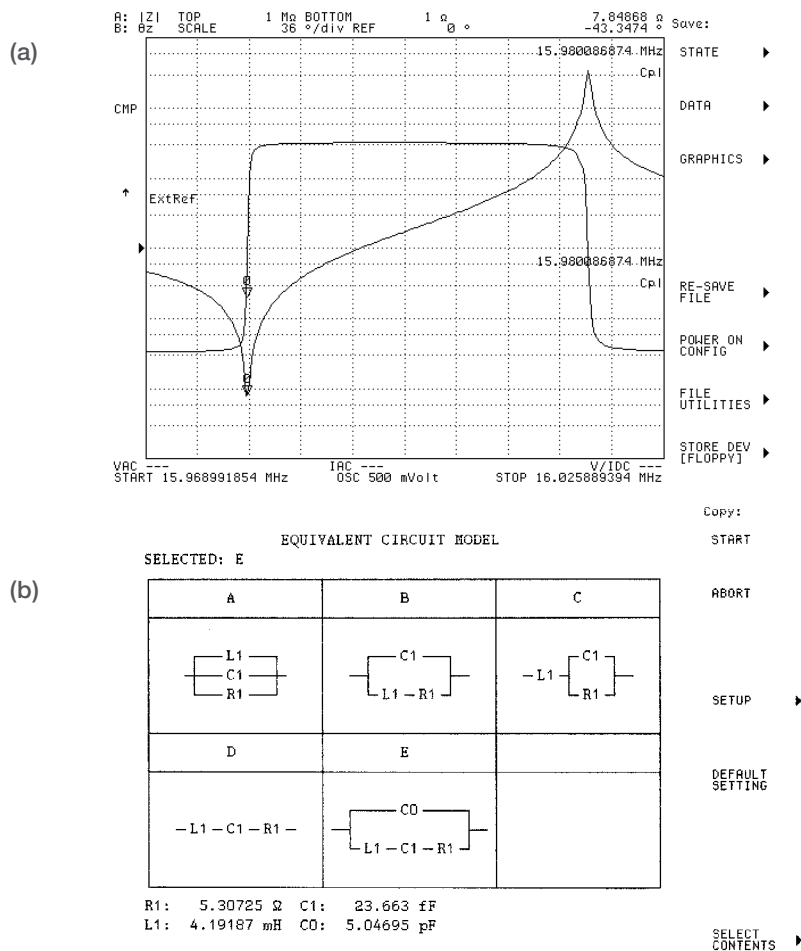 (a)
A: |Z| TOP 1 MΩ BOTTOM 1 Ω 7.84868 Ω
B: θz SCALE 36 °/div REF 0 ° -43.3474 °
Save:
15.980086874 MHz
Cpl
STATE
CMP
DATA
GRAPHICS
ExtRef
15.980086874 MHz
Cpl
0
RE-SAVE
FILE
POWER ON
CONFIG
0
FILE
UTILITIES
STORE DEV
[FLOPPY]
VAC --- IAC --- V/IDC ---
START 15.968991854 MHz OSC 500 mVolt STOP 16.025889394 MHz
Copy:
EQUIVALENT CIRCUIT MODEL
START
SELECTED: E
(b)
A B C
ABORT
L1
C1
R1
C1
L1 R1
L1 C1
R1
SETUP
D E
DEFAULT
SETTING
L1 C1 R1
C0
L1 C1 R1
R1: 5.30725 Ω C1: 23.663 fF
L1: 4.19187 mH C0: 5.04695 pF
SELECT
CONTENTS